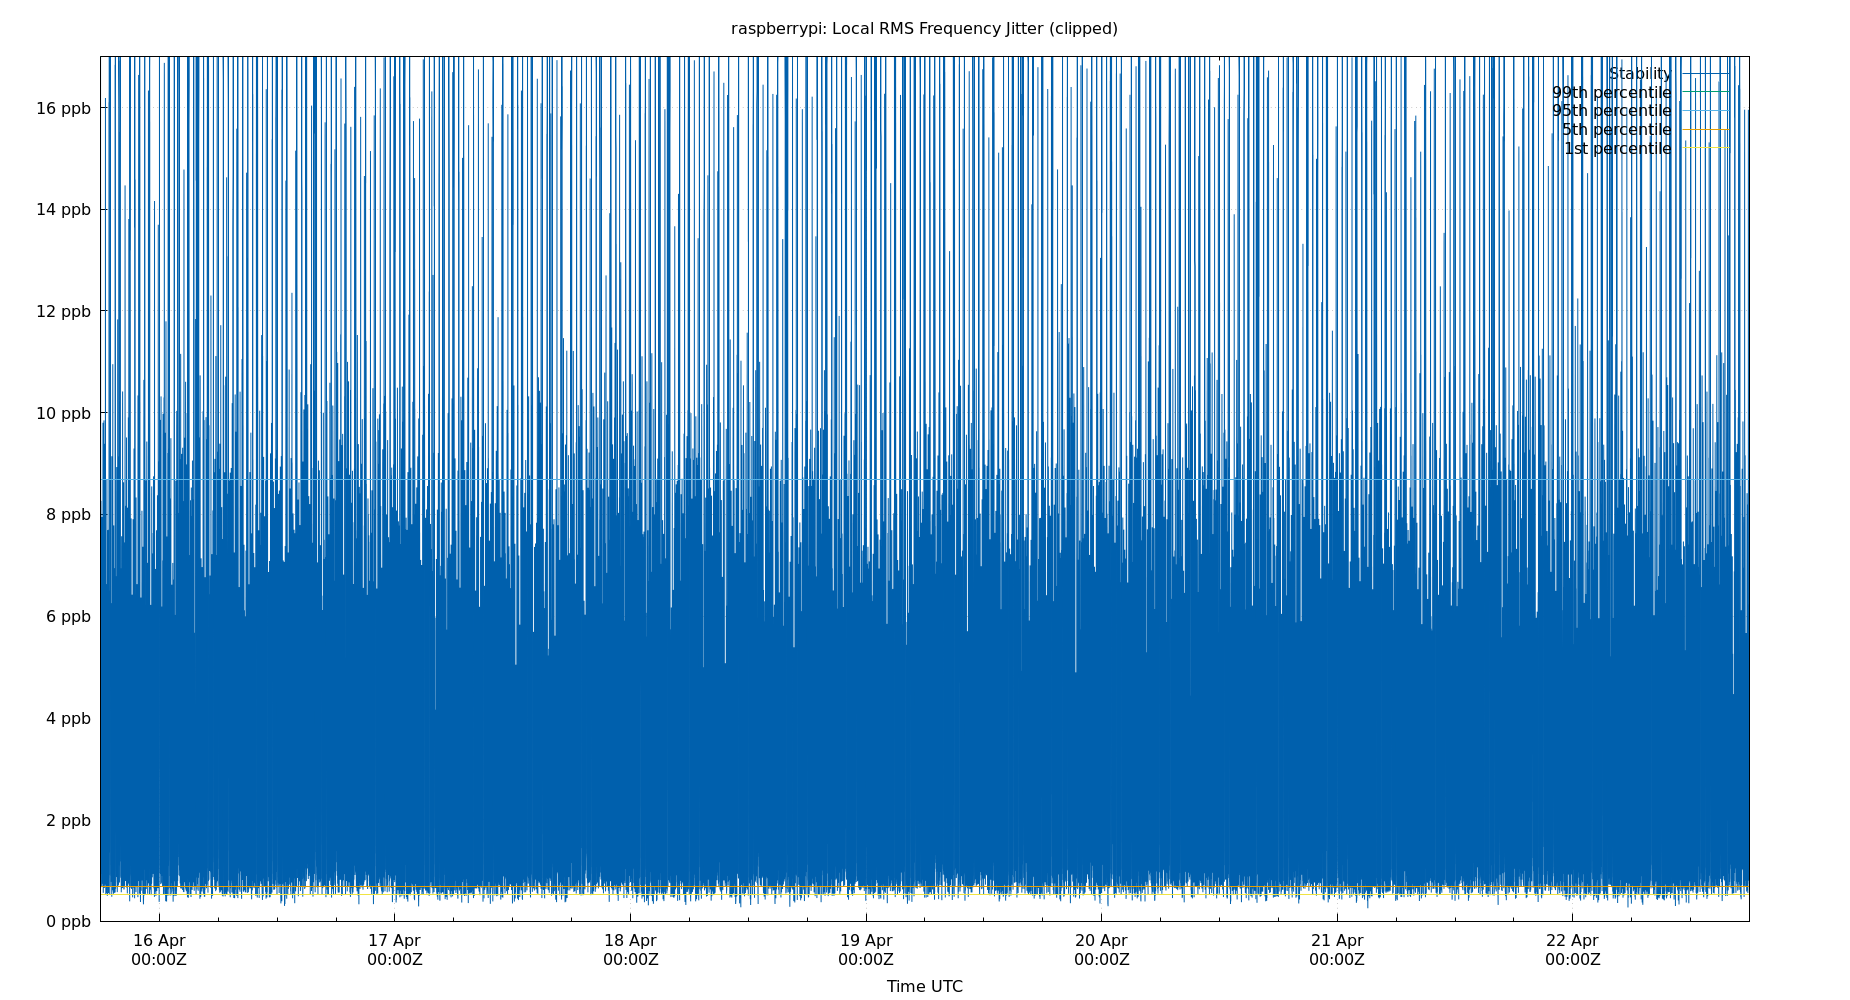 raspberrypi: Local RMS Frequency Jitter (clipped)
Stability
99th percentile
95th percentile
5th percentile
1st percentile
16 ppb
14 ppb
12 ppb
10 ppb
8 ppb
6 ppb
4 ppb
2 ppb
0 ppb
16 Apr 17 Apr 18 Apr 19 Apr 20 Apr 21 Apr 22 Apr
00:00Z 00:00Z 00:00Z 00:00Z 00:00Z 00:00Z 00:00Z
Time UTC